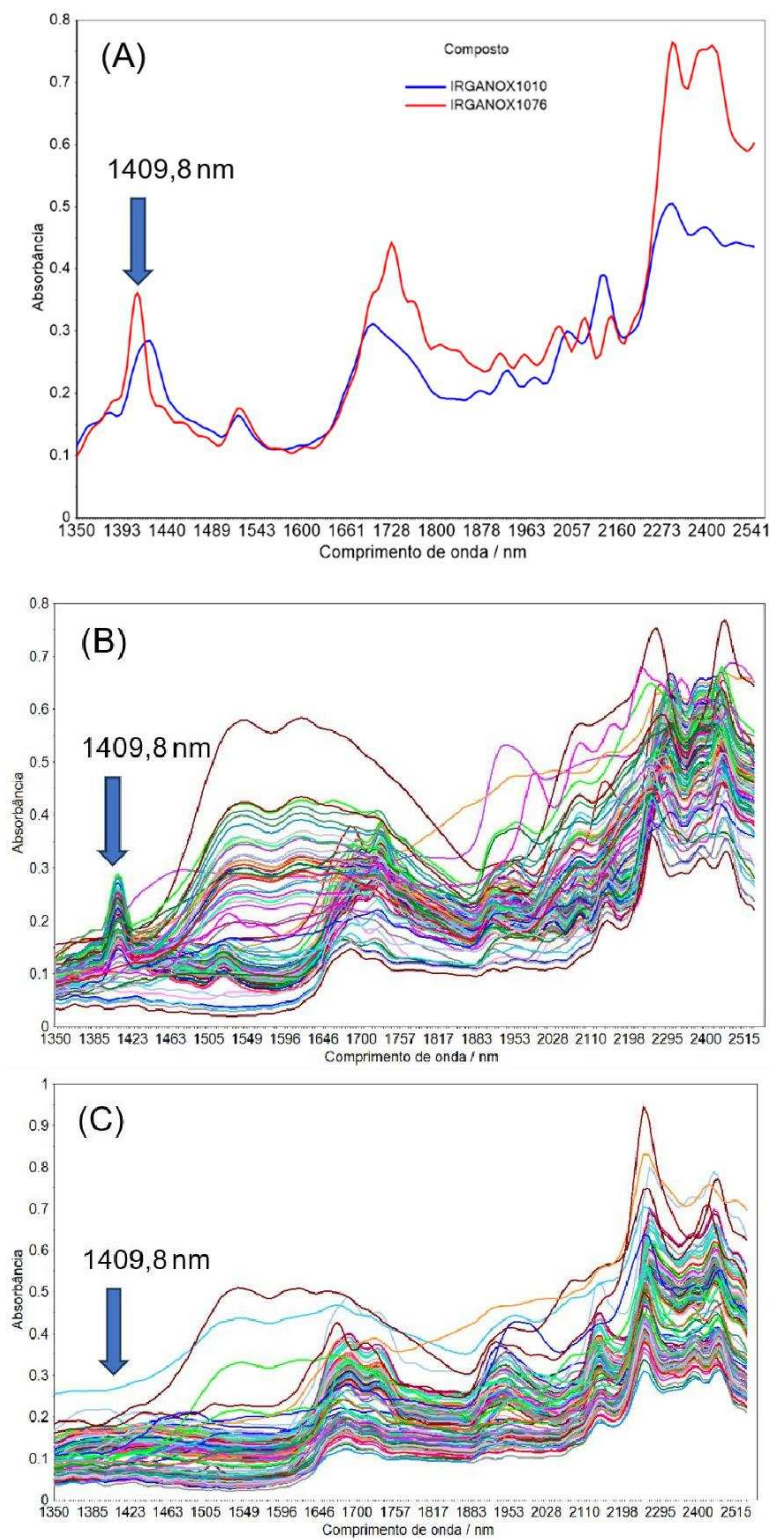 (A)
Composto
IRGANOX1010
IRGANOX1076
1409,8 nm
Absorbância
0.8
0.7
0.6
0.5
0.4
0.3
0.2
0.1
0
1350 1393 1440 1489 1543 1600 1661 1728 1800 1878 1963 2057 2160 2273 2400 2541
Comprimento de onda / nm
(B)
1409,8 nm
Absorbância
0.8
0.7
0.6
0.5
0.4
0.3
0.2
0.1
0
1350 1385 1423 1463 1505 1549 1596 1646 1700 1757 1817 1883 1953 2028 2110 2198 2295 2400 2515
Comprimento de onda / nm
(C)
1409,8 nm
Absorbância
1
0.9
0.8
0.7
0.6
0.5
0.4
0.3
0.2
0.1
0
1350 1385 1423 1463 1505 1549 1596 1646 1700 1757 1817 1883 1953 2028 2110 2198 2295 2400 2515
Comprimento de onda / nm